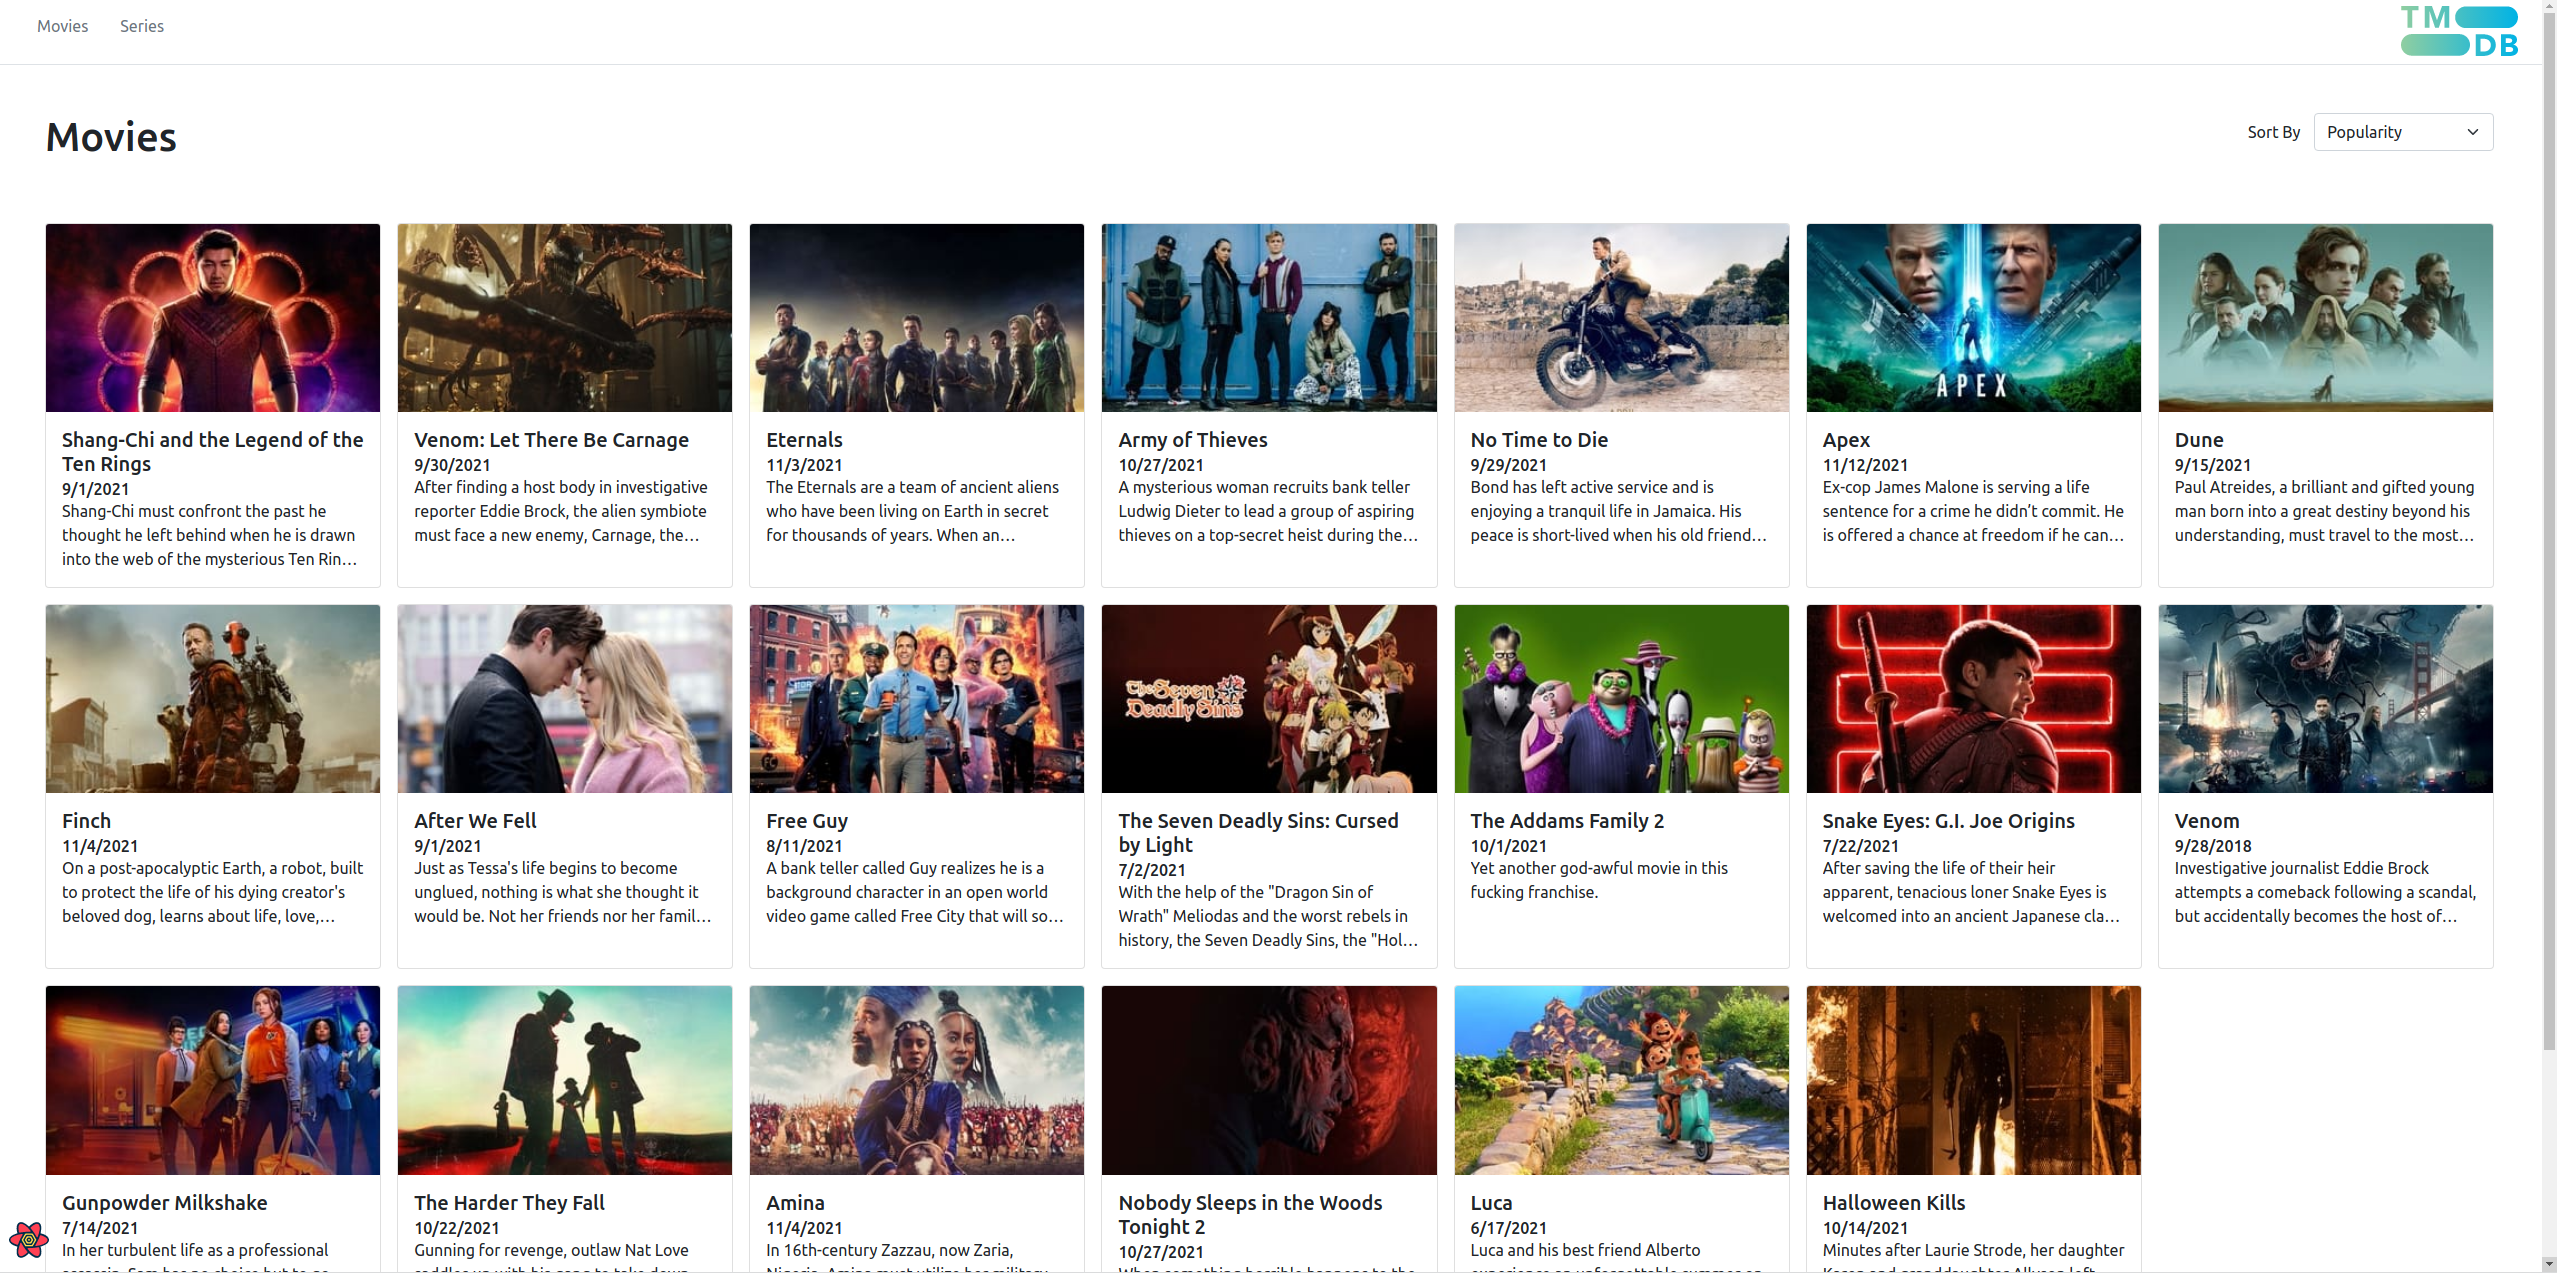 Movies
Series
TM
DB
Movies
Sort By
Popularity
APEX
Shang-Chi and the Legend of the
Ten Rings
9/1/2021
Shang-Chi must confront the past he
thought he left behind when he is drawn
into the web of the mysterious Ten Rin…
Venom: Let There Be Carnage
9/30/2021
After finding a host body in investigative
reporter Eddie Brock, the alien symbiote
must face a new enemy, Carnage, the…
Eternals
11/3/2021
The Eternals are a team of ancient aliens
who have been living on Earth in secret
for thousands of years. When an…
Army of Thieves
10/27/2021
A mysterious woman recruits bank teller
Ludwig Dieter to lead a group of aspiring
thieves on a top-secret heist during the…
No Time to Die
9/29/2021
Bond has left active service and is
enjoying a tranquil life in Jamaica. His
peace is short-lived when his old friend…
Apex
11/12/2021
Ex-cop James Malone is serving a life
sentence for a crime he didn’t commit. He
is offered a chance at freedom if he can…
Dune
9/15/2021
Paul Atreides, a brilliant and gifted young
man born into a great destiny beyond his
understanding, must travel to the most…
The Seven
Deadly Sins
Finch
11/4/2021
On a post-apocalyptic Earth, a robot, built
to protect the life of his dying creator's
beloved dog, learns about life, love,…
After We Fell
9/1/2021
Just as Tessa's life begins to become
unglued, nothing is what she thought it
would be. Not her friends nor her famil…
Free Guy
8/11/2021
A bank teller called Guy realizes he is a
background character in an open world
video game called Free City that will so…
The Seven Deadly Sins: Cursed
by Light
7/2/2021
With the help of the "Dragon Sin of
Wrath" Meliodas and the worst rebels in
history, the Seven Deadly Sins, the "Hol…
The Addams Family 2
10/1/2021
Yet another god-awful movie in this
fucking franchise.
Snake Eyes: G.I. Joe Origins
7/22/2021
After saving the life of their heir
apparent, tenacious loner Snake Eyes is
welcomed into an ancient Japanese cla…
Venom
9/28/2018
Investigative journalist Eddie Brock
attempts a comeback following a scandal,
but accidentally becomes the host of…
Gunpowder Milkshake
7/14/2021
In her turbulent life as a professional
The Harder They Fall
10/22/2021
Gunning for revenge, outlaw Nat Love
Amina
11/4/2021
In 16th-century Zazzau, now Zaria,
Nobody Sleeps in the Woods
Tonight 2
10/27/2021
Luca
6/17/2021
Luca and his best friend Alberto
Halloween Kills
10/14/2021
Minutes after Laurie Strode, her daughter